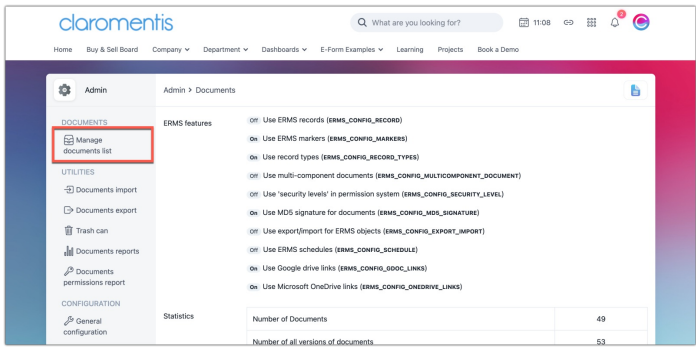 claromentis
What are you looking for?
11:08
2
Home Buy & Sell Board Company Department Dashboards E-Form Examples Learning Projects Book a Demo
Admin
Admin > Documents
DOCUMENTS
Manage
documents list
UTILITIES
Documents import
Documents export
Trash can
Documents reports
Documents
permissions report
CONFIGURATION
General
configuration
ERMS features
Off Use ERMS records (ERMS_CONFIG_RECORD)
On Use ERMS markers (ERMS_CONFIG_MARKERS)
On Use record types (ERMS_CONFIG_RECORD_TYPES)
Off Use multi-component documents (ERMS_CONFIG_MULTICOMPONENT_DOCUMENT)
Off Use 'security levels' in permission system (ERMS_CONFIG_SECURITY_LEVEL)
On Use MD5 signature for documents (ERMS_CONFIG_MD5_SIGNATURE)
Off Use export/import for ERMS objects (ERMS_CONFIG_EXPORT_IMPORT)
Off Use ERMS schedules (ERMS_CONFIG_SCHEDULE)
On Use Google drive links (ERMS_CONFIG_GDOC_LINKS)
On Use Microsoft OneDrive links (ERMS_CONFIG_ONEDRIVE_LINKS)
Statistics
Number of Documents 49
Number of all versions of documents 53